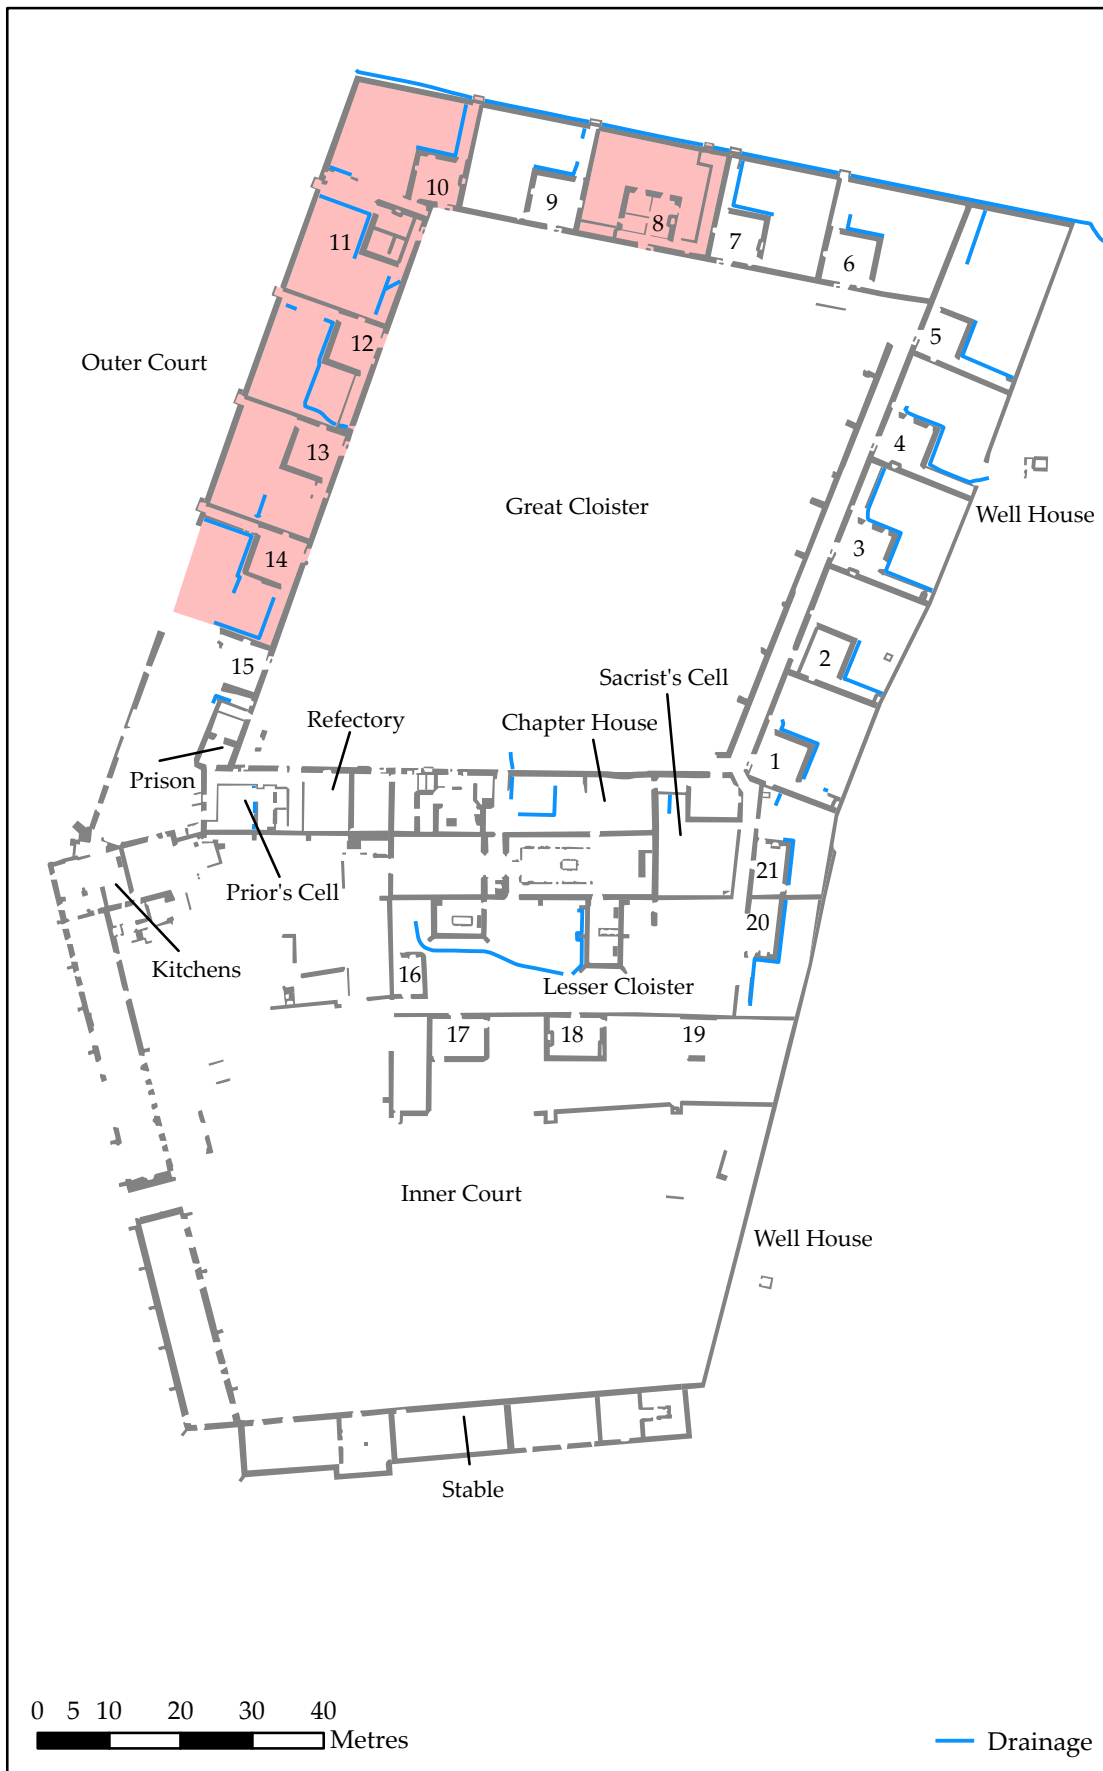 10
9
8
7
6
11
5
12
Outer Court
4
13
Great Cloister
Well House
3
14
2
15
Sacrist's Cell
Refectory
Chapter House
1
Prison
21
Prior's Cell
20
Kitchens
16
Lesser Cloister
17
18
19
Inner Court
Well House
Stable
0 5 10 20 30 40
Metres
Drainage